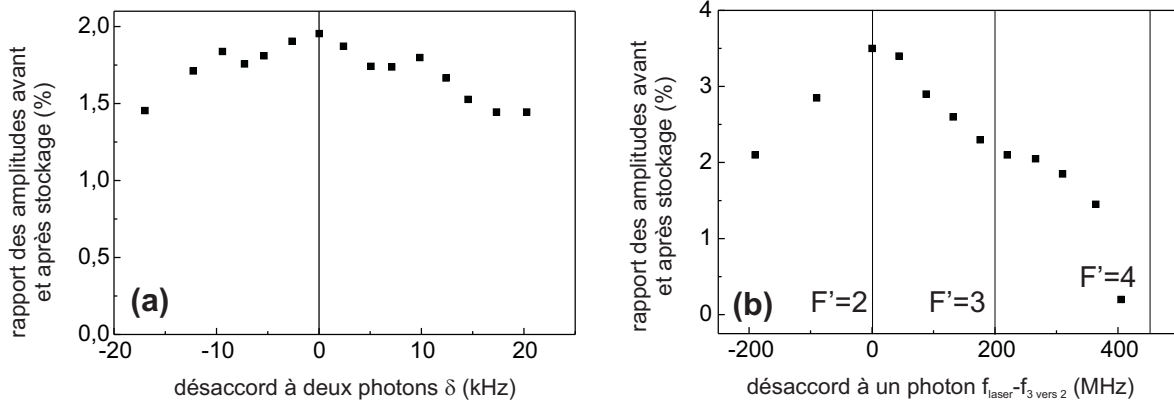 rapport des amplitudes avant
et après stockage (%)
2,0
1,5
1,0
0,5
0,0
(a)
-20
-10
0
10
20
désaccord à deux photons δ (kHz)
rapport des amplitudes avant
et après stockage (%)
4
3
2
1
0
(b)
F'=2
F'=3
F'=4
-200
0
200
400
désaccord à un photon flaser-f3 vers 2 (MHz)